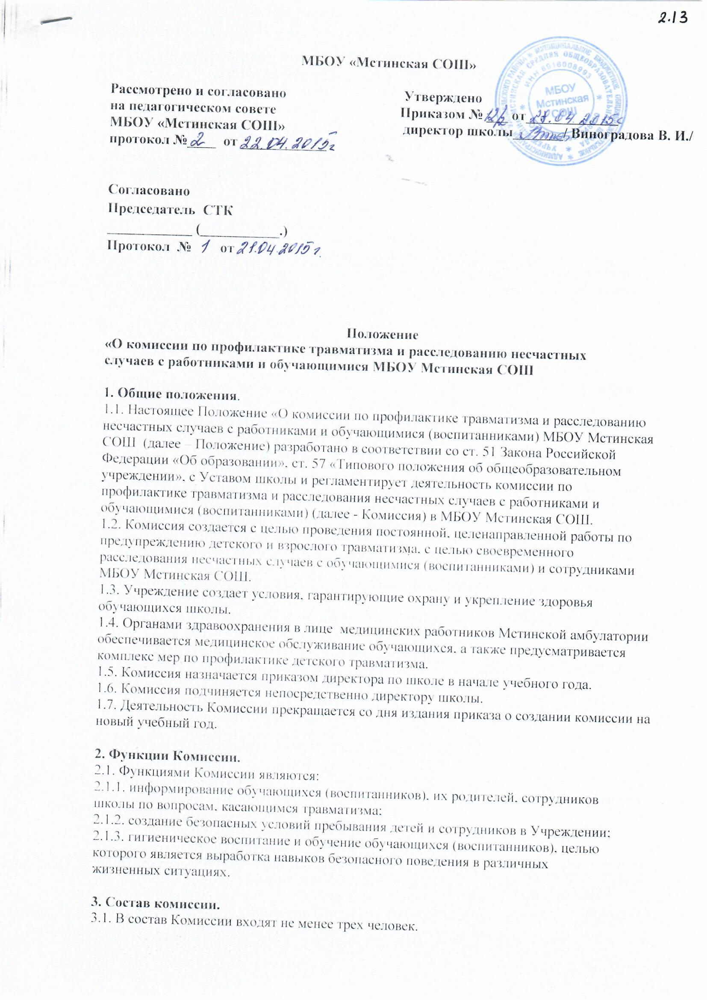 2.13
МБОУ «Мстинская СОШ»
Рассмотрено и согласовано
на педагогическом совете
МБОУ «Мстинская СОШ»
протокол № 2 от 22.04.2015г
Утверждено
Приказом № от 04 2015г
директор школы / Виноградова В. И./
ИНН 6916008993
МБОУ
Мстинская
СОШ
Согласовано
Председатель СТК
____________ (___________.)
Протокол № 1 от 21.04.2015г.
Положение
«О комиссии по профилактике травматизма и расследованию несчастных
случаев с работниками и обучающимися МБОУ Мстинская СОШ
1. Общие положения.
1.1. Настоящее Положение «О комиссии по профилактике травматизма и расследованию
несчастных случаев с работниками и обучающимися (воспитанниками) МБОУ Мстинская
СОШ (далее – Положение) разработано в соответствии со ст. 51 Закона Российской
Федерации «Об образовании», ст. 57 «Типового положения об общеобразовательном
учреждении», с Уставом школы и регламентирует деятельность комиссии по
профилактике травматизма и расследования несчастных случаев с работниками и
обучающимися (воспитанниками) (далее - Комиссия) в МБОУ Мстинская СОШ.
1.2. Комиссия создается с целью проведения постоянной, целенаправленной работы по
предупреждению детского и взрослого травматизма, с целью своевременного
расследования несчастных случаев с обучающимися (воспитанниками) и сотрудниками
МБОУ Мстинская СОШ.
1.3. Учреждение создает условия, гарантирующие охрану и укрепление здоровья
обучающихся школы.
1.4. Органами здравоохранения в лице медицинских работников Мстинской амбулатории
обеспечивается медицинское обслуживание обучающихся, а также предусматривается
комплекс мер по профилактике детского травматизма.
1.5. Комиссия назначается приказом директора по школе в начале учебного года.
1.6. Комиссия подчиняется непосредственно директору школы.
1.7. Деятельность Комиссии прекращается со дня издания приказа о создании комиссии на
новый учебный год.
2. Функции Комиссии.
2.1. Функциями Комиссии являются:
2.1.1. информирование обучающихся (воспитанников), их родителей, сотрудников
школы по вопросам, касающимся травматизма;
2.1.2. создание безопасных условий пребывания детей и сотрудников в Учреждении;
2.1.3. гигиеническое воспитание и обучение обучающихся (воспитанников), целью
которого является выработка навыков безопасного поведения в различных
жизненных ситуациях.
3. Состав комиссии.
3.1. В состав Комиссии входят не менее трех человек.